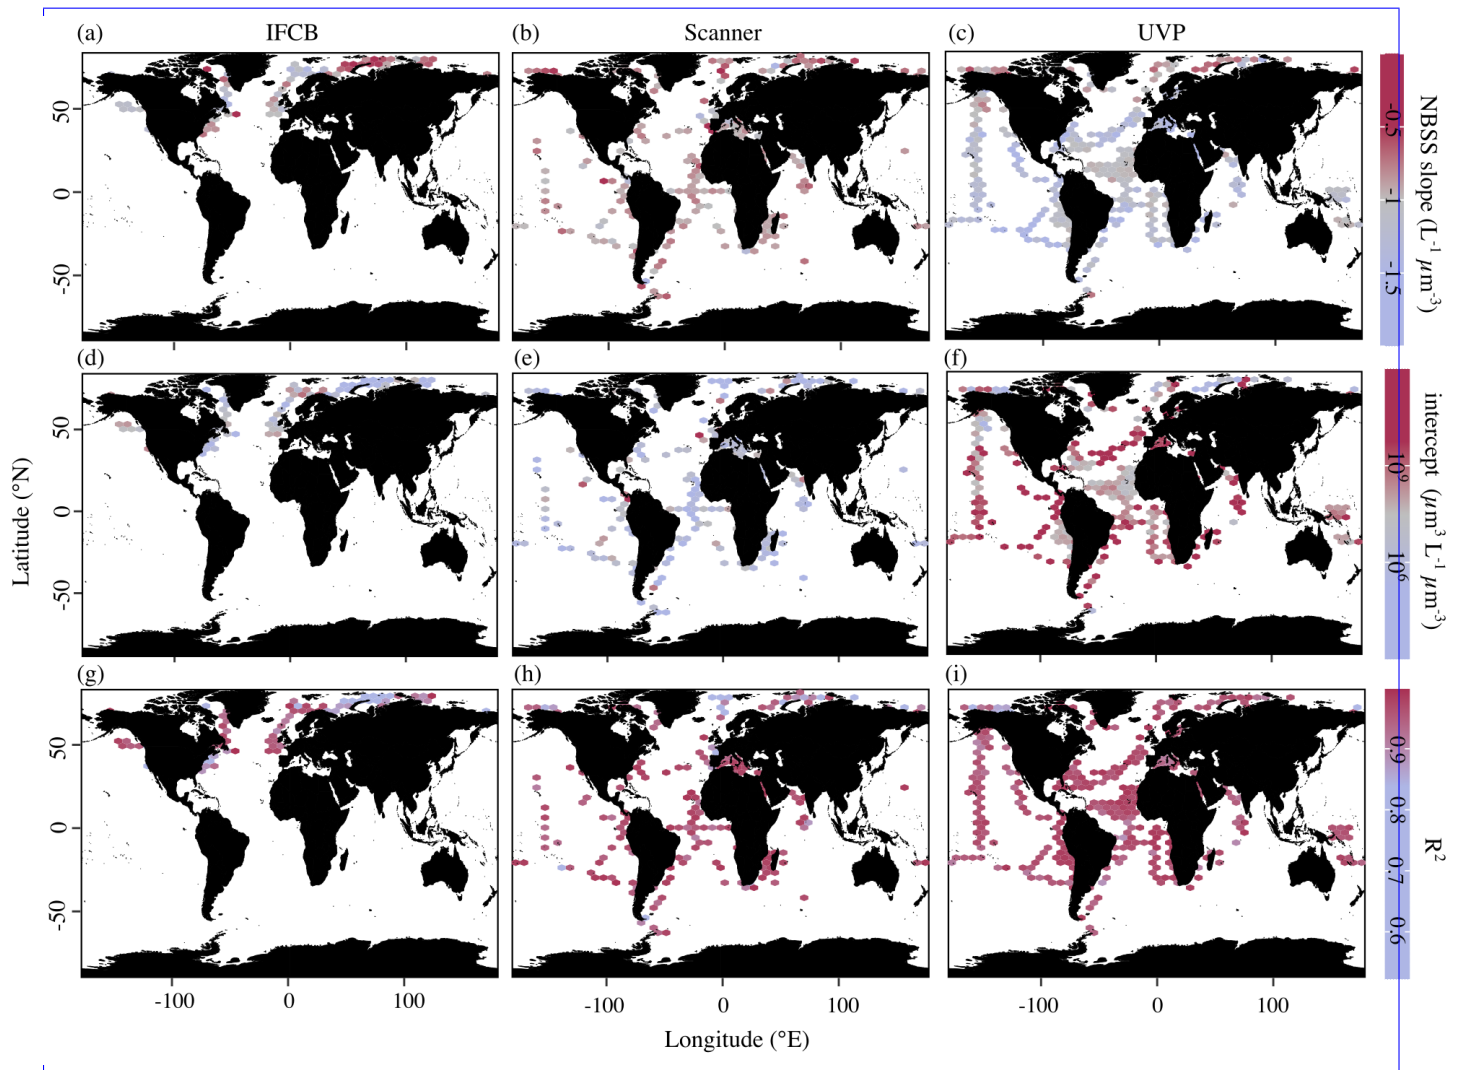 (a) IFCB (b) Scanner (c) UVP
50
0
-50
-0.5
-1
-1.5
NBSS slope (L⁻¹ µm⁻³)
(d) (e) (f)
50
0
-50
10⁹
10⁶
intercept (µm³ L⁻¹ µm⁻³)
Latitude (°N)
(g) (h) (i)
50
0
-50
0.9
0.8
0.7
0.6
R²
-100 0 100 -100 0 100 -100 0 100
Longitude (°E)